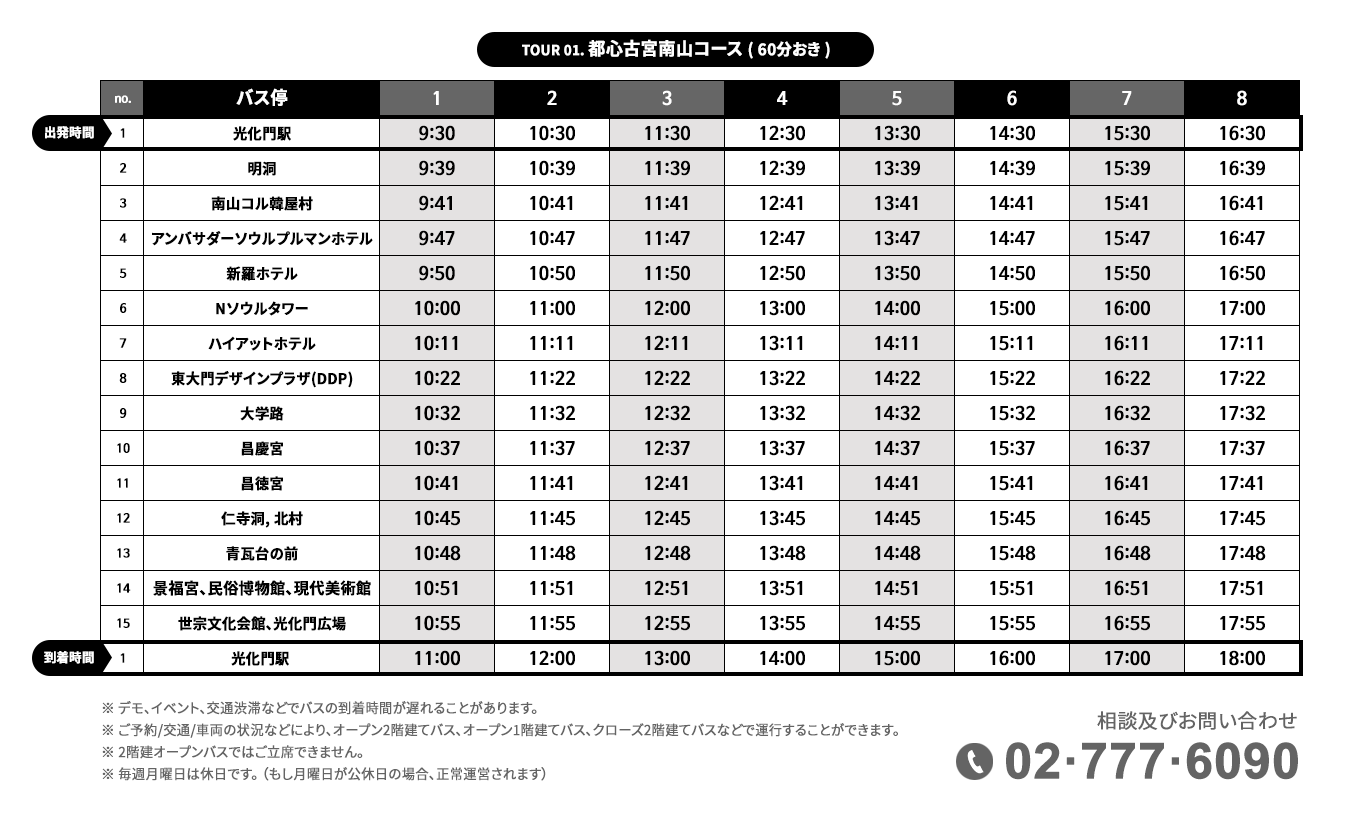 TOUR 01. 都心古宮南山コース ( 60分おき )
no. バス停 1 2 3 4 5 6 7 8
出発時間 1 光化門駅 9:30 10:30 11:30 12:30 13:30 14:30 15:30 16:30
2 明洞 9:39 10:39 11:39 12:39 13:39 14:39 15:39 16:39
3 南山コル韓屋村 9:41 10:41 11:41 12:41 13:41 14:41 15:41 16:41
4 アンバサダーソウルプルマンホテル 9:47 10:47 11:47 12:47 13:47 14:47 15:47 16:47
5 新羅ホテル 9:50 10:50 11:50 12:50 13:50 14:50 15:50 16:50
6 Nソウルタワー 10:00 11:00 12:00 13:00 14:00 15:00 16:00 17:00
7 ハイアットホテル 10:11 11:11 12:11 13:11 14:11 15:11 16:11 17:11
8 東大門デザインプラザ(DDP) 10:22 11:22 12:22 13:22 14:22 15:22 16:22 17:22
9 大学路 10:32 11:32 12:32 13:32 14:32 15:32 16:32 17:32
10 昌慶宮 10:37 11:37 12:37 13:37 14:37 15:37 16:37 17:37
11 昌徳宮 10:41 11:41 12:41 13:41 14:41 15:41 16:41 17:41
12 仁寺洞, 北村 10:45 11:45 12:45 13:45 14:45 15:45 16:45 17:45
13 青瓦台の前 10:48 11:48 12:48 13:48 14:48 15:48 16:48 17:48
14 景福宮、民俗博物館、現代美術館 10:51 11:51 12:51 13:51 14:51 15:51 16:51 17:51
15 世宗文化会館、光化門広場 10:55 11:55 12:55 13:55 14:55 15:55 16:55 17:55
到着時間 1 光化門駅 11:00 12:00 13:00 14:00 15:00 16:00 17:00 18:00
※ デモ、イベント、交通渋滞などでバスの到着時間が遅れることがあります。
※ ご予約/交通/車両の状況などにより、オープン2階建てバス、オープン1階建てバス、クローズ2階建てバスなどで運行することができます。
※ 2階建オープンバスではご立席できません。
※ 毎週月曜日は休日です。（もし月曜日が公休日の場合、正常運営されます）
相談及びお問い合わせ
02·777·6090